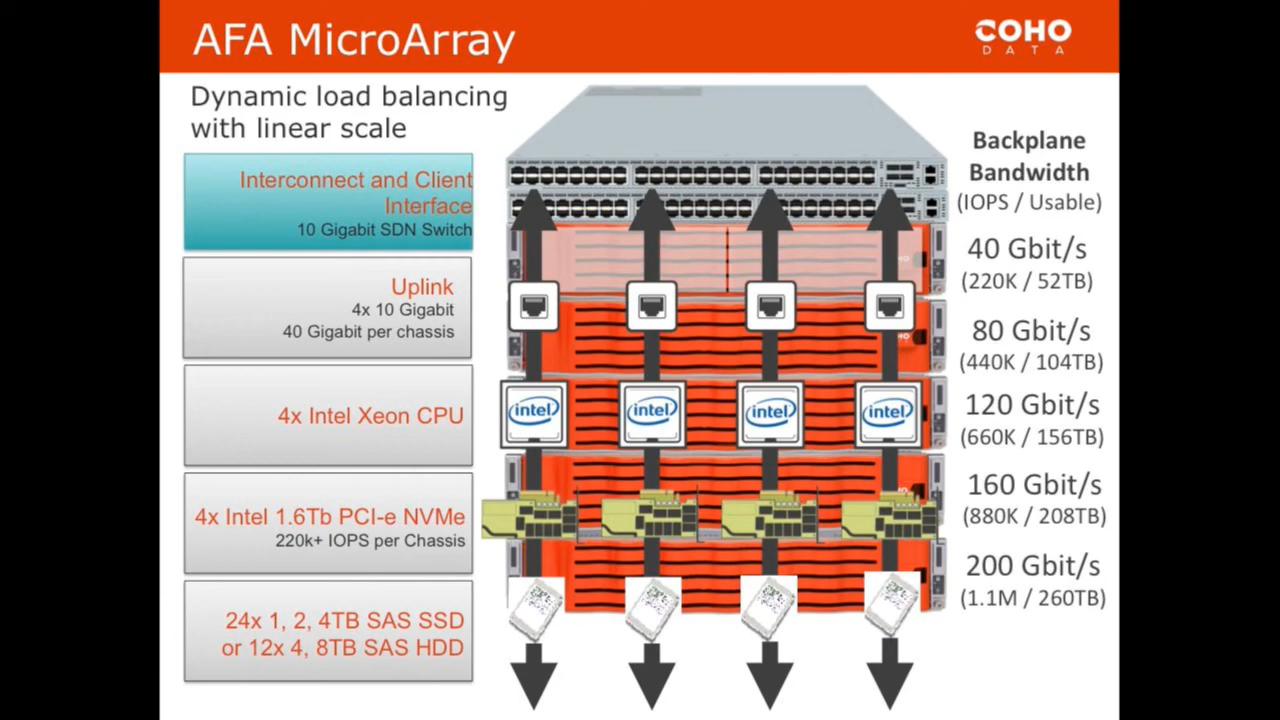 AFA MicroArray
COHO
DATA
Dynamic load balancing
with linear scale
Interconnect and Client
Interface
10 Gigabit SDN Switch
Uplink
4x 10 Gigabit
40 Gigabit per chassis
4x Intel Xeon CPU
4x Intel 1.6Tb PCI-e NVMe
220k+ IOPS per Chassis
24x 1, 2, 4TB SAS SSD
or 12x 4, 8TB SAS HDD
intel
intel
intel
intel
Backplane
Bandwidth
(IOPS / Usable)
40 Gbit/s
(220K / 52TB)
80 Gbit/s
(440K / 104TB)
120 Gbit/s
(660K / 156TB)
160 Gbit/s
(880K / 208TB)
200 Gbit/s
(1.1M / 260TB)